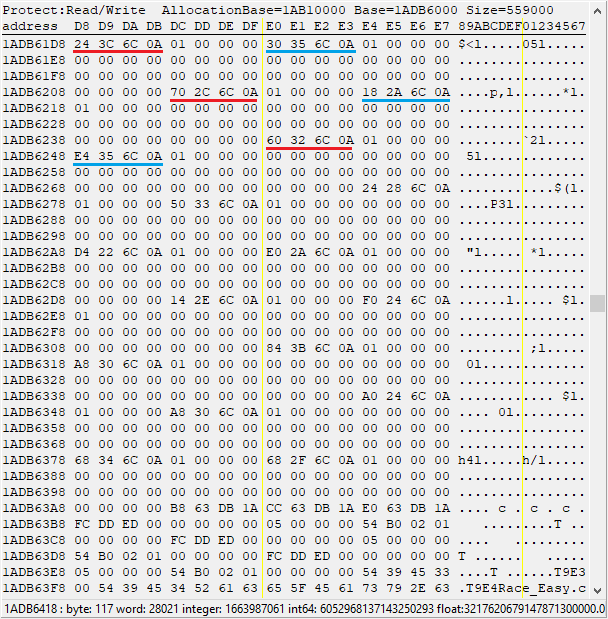 Protect:Read/Write AllocationBase=1AB10000 Base=1ADB6000 Size=559000
address D8 D9 DA DB DC DD DE DF E0 E1 E2 E3 E4 E5 E6 E7 89ABCDEF01234567
1ADB61D8 24 3C 6C 0A 01 00 00 00 30 35 6C 0A 01 00 00 00 $<l.....05l.....
1ADB61E8 00 00 00 00 00 00 00 00 00 00 00 00 00 00 00 00 ................
1ADB61F8 00 00 00 00 00 00 00 00 00 00 00 00 00 00 00 00 ................
1ADB6208 00 00 00 00 70 2C 6C 0A 01 00 00 00 18 2A 6C 0A ....p,l...... *l.
1ADB6218 01 00 00 00 00 00 00 00 00 00 00 00 00 00 00 00 ................
1ADB6228 00 00 00 00 00 00 00 00 00 00 00 00 00 00 00 00 ................
1ADB6238 00 00 00 00 00 00 00 00 60 32 6C 0A 01 00 00 00 ........`2l.....
1ADB6248 E4 35 6C 0A 01 00 00 00 00 00 00 00 00 00 00 00  5l.............
1ADB6258 00 00 00 00 00 00 00 00 00 00 00 00 00 00 00 00 ................
1ADB6268 00 00 00 00 00 00 00 00 00 00 00 00 24 28 6C 0A ............$(l.
1ADB6278 01 00 00 00 50 33 6C 0A 01 00 00 00 00 00 00 00 ....P3l.........
1ADB6288 00 00 00 00 00 00 00 00 00 00 00 00 00 00 00 00 ................
1ADB6298 00 00 00 00 00 00 00 00 00 00 00 00 00 00 00 00 ................
1ADB62A8 D4 22 6C 0A 01 00 00 00 E0 2A 6C 0A 01 00 00 00  "l..... *l.....
1ADB62B8 00 00 00 00 00 00 00 00 00 00 00 00 00 00 00 00 ................
1ADB62C8 00 00 00 00 00 00 00 00 00 00 00 00 00 00 00 00 ................
1ADB62D8 00 00 00 00 14 2E 6C 0A 01 00 00 00 F0 24 6C 0A ......l..... $l.
1ADB62E8 01 00 00 00 00 00 00 00 00 00 00 00 00 00 00 00 ................
1ADB62F8 00 00 00 00 00 00 00 00 00 00 00 00 00 00 00 00 ................
1ADB6308 00 00 00 00 00 00 00 00 84 3B 6C 0A 01 00 00 00 ........ ;l.....
1ADB6318 A8 30 6C 0A 01 00 00 00 00 00 00 00 00 00 00 00  0l.............
1ADB6328 00 00 00 00 00 00 00 00 00 00 00 00 00 00 00 00 ................
1ADB6338 00 00 00 00 00 00 00 00 00 00 00 00 A0 24 6C 0A ............ $l.
1ADB6348 01 00 00 00 A8 30 6C 0A 01 00 00 00 00 00 00 00 .... 0l.........
1ADB6358 00 00 00 00 00 00 00 00 00 00 00 00 00 00 00 00 ................
1ADB6368 00 00 00 00 00 00 00 00 00 00 00 00 00 00 00 00 ................
1ADB6378 68 34 6C 0A 01 00 00 00 68 2F 6C 0A 01 00 00 00 h4l.....h/l.....
1ADB6388 00 00 00 00 00 00 00 00 00 00 00 00 00 00 00 00 ................
1ADB6398 00 00 00 00 00 00 00 00 00 00 00 00 00 00 00 00 ................
1ADB63A8 00 00 00 00 B8 63 DB 1A CC 63 DB 1A E0 63 DB 1A .... c . c . c .
1ADB63B8 FC DD ED 00 00 00 00 00 05 00 00 00 54 B0 02 01    .........T ..
1ADB63C8 00 00 00 00 FC DD ED 00 00 00 00 00 05 00 00 00 ....   .........
1ADB63D8 54 B0 02 01 00 00 00 00 FC DD ED 00 00 00 00 00 T ......   .....
1ADB63E8 05 00 00 00 54 B0 02 01 00 00 00 00 54 39 45 33 ....T ......T9E3
1ADB63F8 00 54 39 45 34 52 61 63 65 5F 45 61 73 79 2E 63 .T9E4Race_Easy.c
1ADB6418 : byte: 117 word: 28021 integer: 1663987061 int64: 6052968137143250293 float:3217620679147871300000.0